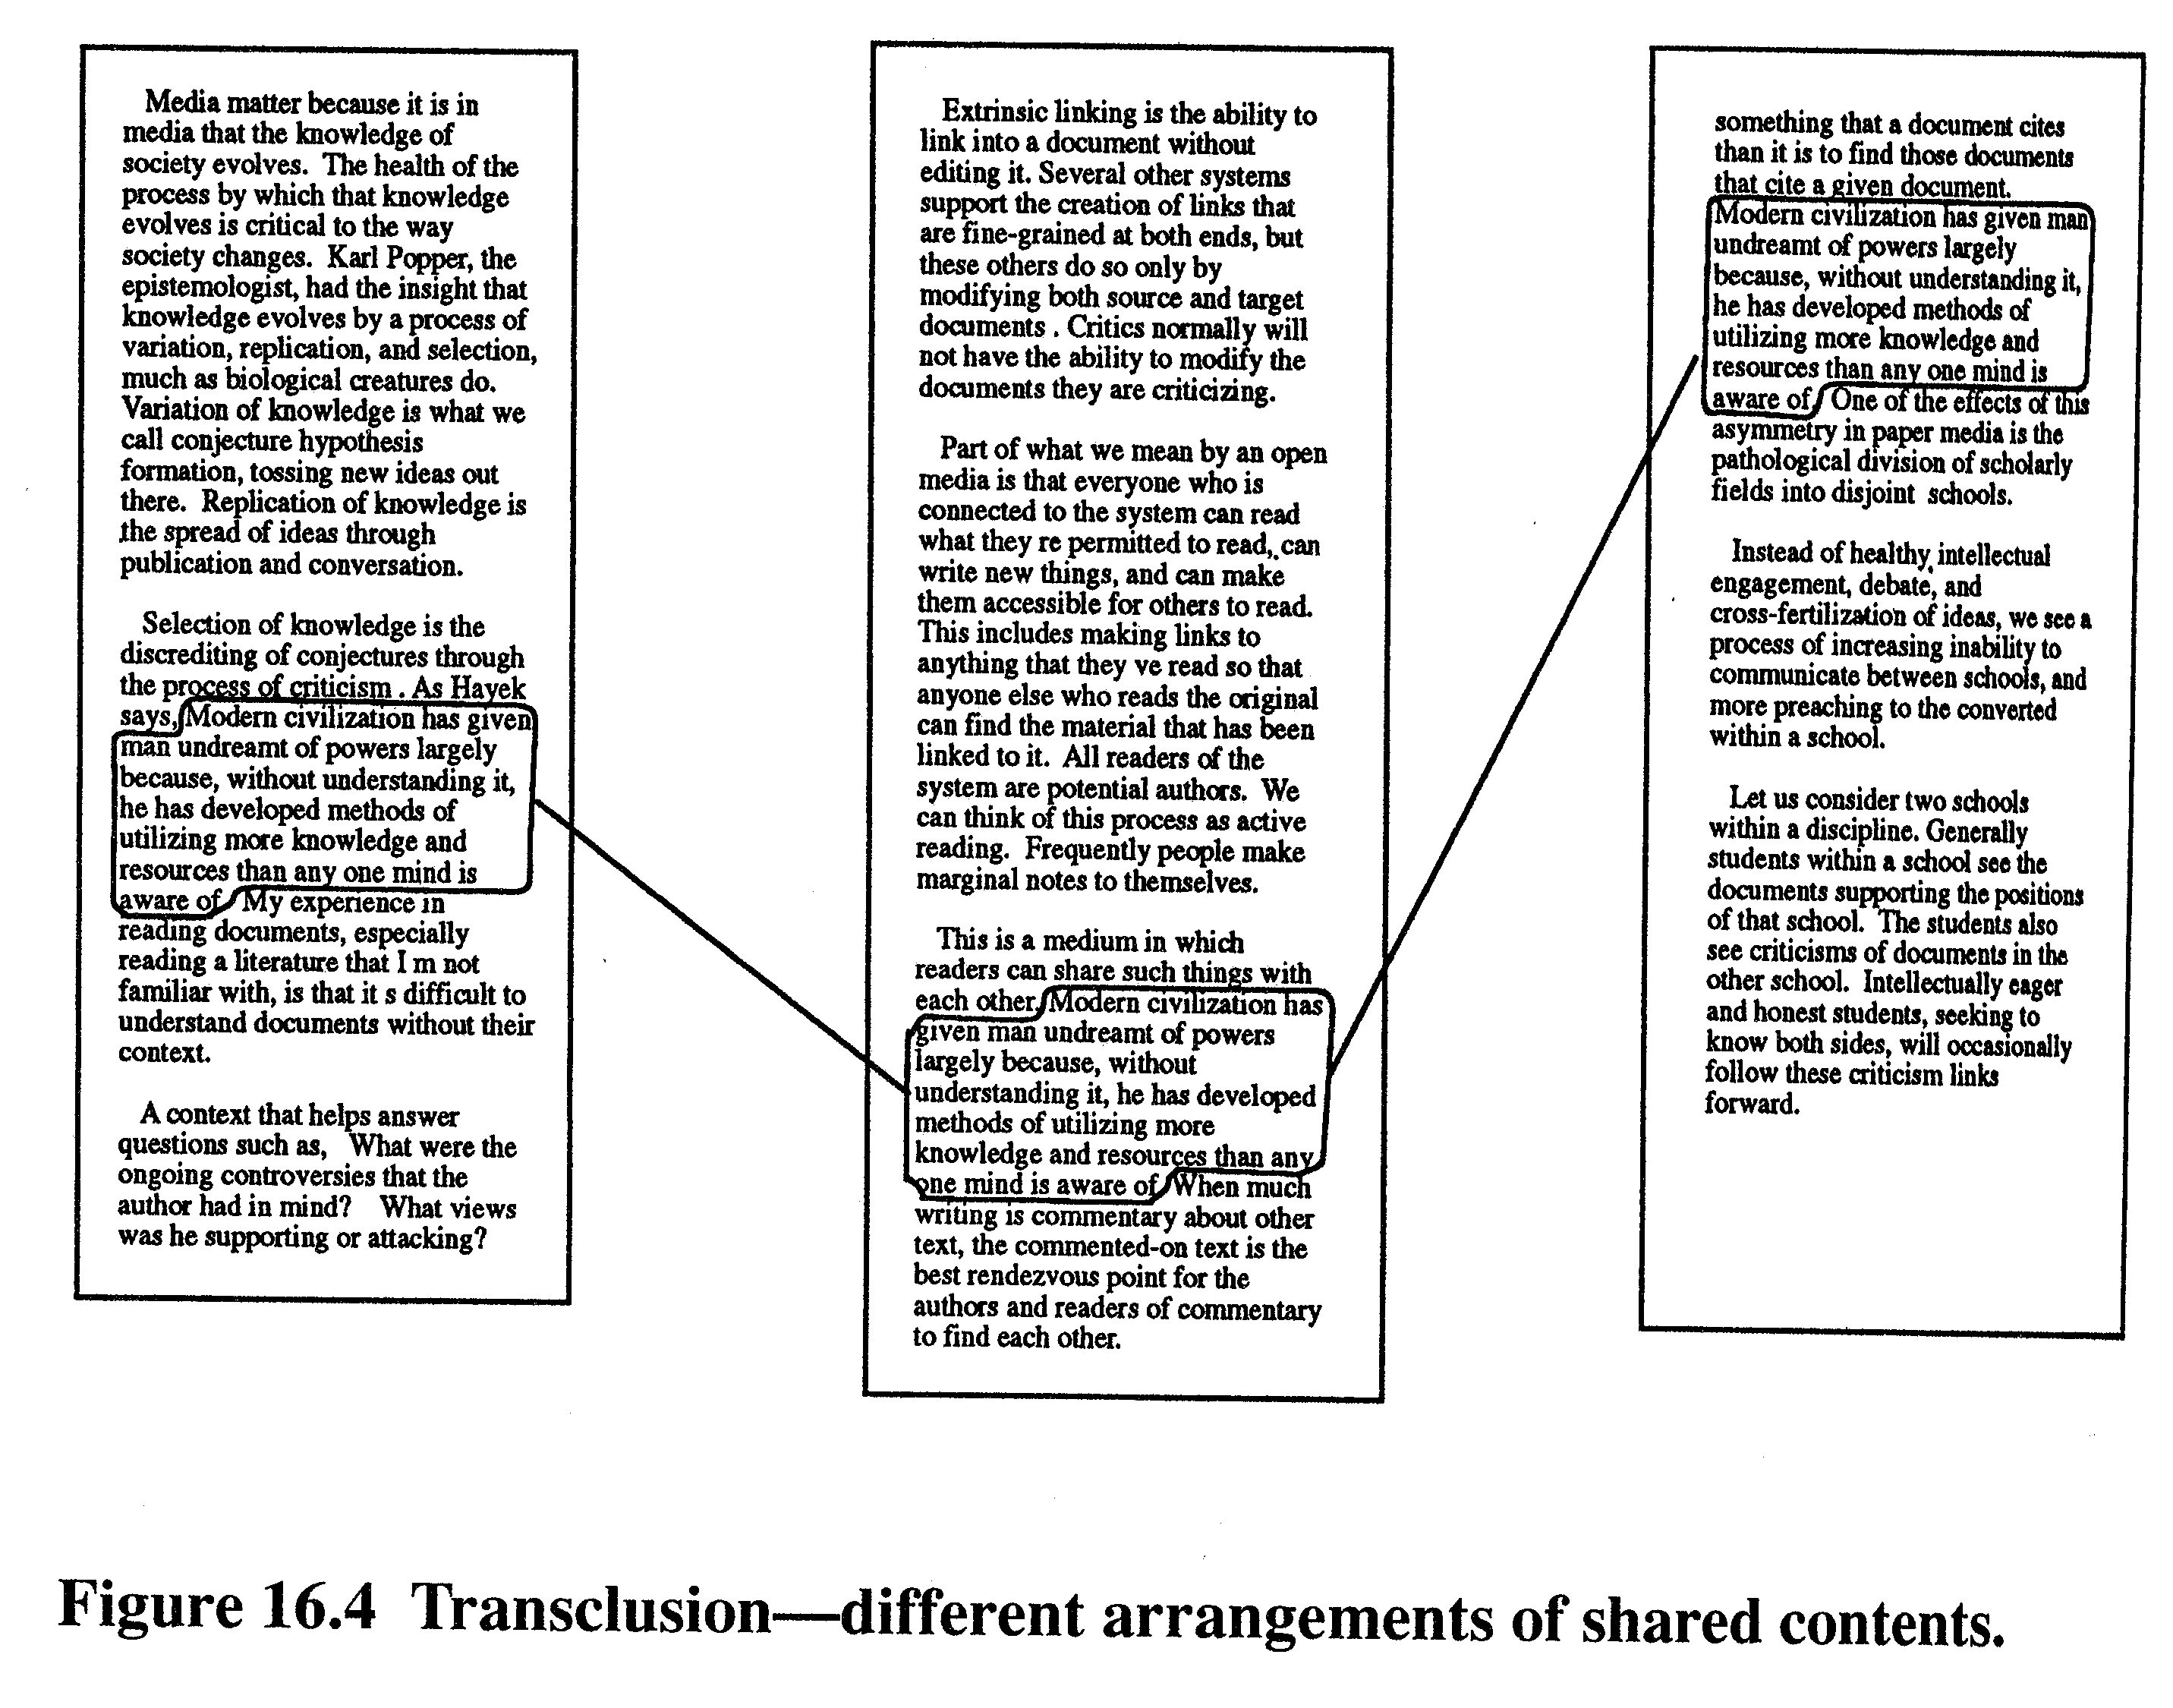 Media matter because it is in
media that the knowledge of
society evolves. The health of the
process by which that knowledge
evolves is critical to the way
society changes. Karl Popper, the
epistemologist, had the insight that
knowledge evolves by a process of
variation, replication, and selection,
much as biological creatures do.
Variation of knowledge is what we
call conjecture hypothesis
formation, tossing new ideas out
there. Replication of knowledge is
the spread of ideas through
publication and conversation.
Selection of knowledge is the
discrediting of conjectures through
the process of criticism . As Hayek
says, Modern civilization has given
man undreamt of powers largely
because, without understanding it,
he has developed methods of
utilizing more knowledge and
resources than any one mind is
aware of. My experience in
reading documents, especially
reading a literature that I m not
familiar with, is that it s difficult to
understand documents without their
context.
A context that helps answer
questions such as, What were the
ongoing controversies that the
author had in mind? What views
was he supporting or attacking?
Extrinsic linking is the ability to
link into a document without
editing it. Several other systems
support the creation of links that
are fine-grained at both ends, but
these others do so only by
modifying both source and target
documents . Critics normally will
not have the ability to modify the
documents they are criticizing.
Part of what we mean by an open
media is that everyone who is
connected to the system can read
what they re permitted to read, can
write new things, and can make
them accessible for others to read.
This includes making links to
anything that they ve read so that
anyone else who reads the original
can find the material that has been
linked to it. All readers of the
system are potential authors. We
can think of this process as active
reading. Frequently people make
marginal notes to themselves.
This is a medium in which
readers can share such things with
each other. Modern civilization has
given man undreamt of powers
largely because, without
understanding it, he has developed
methods of utilizing more
knowledge and resources than any
one mind is aware of. When much
writing is commentary about other
text, the commented-on text is the
best rendezvous point for the
authors and readers of commentary
to find each other.
something that a document cites
than it is to find those documents
that cite a given document.
Modern civilization has given man
undreamt of powers largely
because, without understanding it,
he has developed methods of
utilizing more knowledge and
resources than any one mind is
aware of. One of the effects of this
asymmetry in paper media is the
pathological division of scholarly
fields into disjoint schools.
Instead of healthy intellectual
engagement, debate, and
cross-fertilization of ideas, we see a
process of increasing inability to
communicate between schools, and
more preaching to the converted
within a school.
Let us consider two schools
within a discipline. Generally
students within a school see the
documents supporting the positions
of that school. The students also
see criticisms of documents in the
other school. Intellectually eager
and honest students, seeking to
know both sides, will occasionally
follow these criticism links
forward.
Figure 16.4 Transclusion—different arrangements of shared contents.